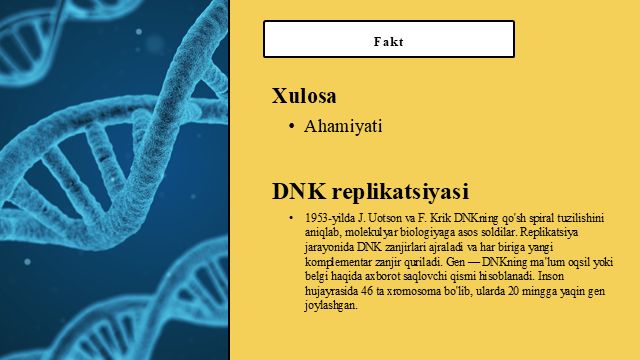 Fakt
Xulosa
• Ahamiyati
DNK replikatsiyasi
• 1953-yilda J. Uotson va F. Krik DNKning qo'sh spiral tuzilishini
aniqlab, molekulyar biologiyaga asos soldilar. Replikatsiya
jarayonida DNK zanjirlari ajraladi va har biriga yangi
komplementar zanjir quriladi. Gen — DNKning ma'lum oqsil yoki
belgi haqida axborot saqlovchi qismi hisoblanadi. Inson
hujayrasida 46 ta xromosoma bo'lib, ularda 20 mingga yaqin gen
joylashgan.